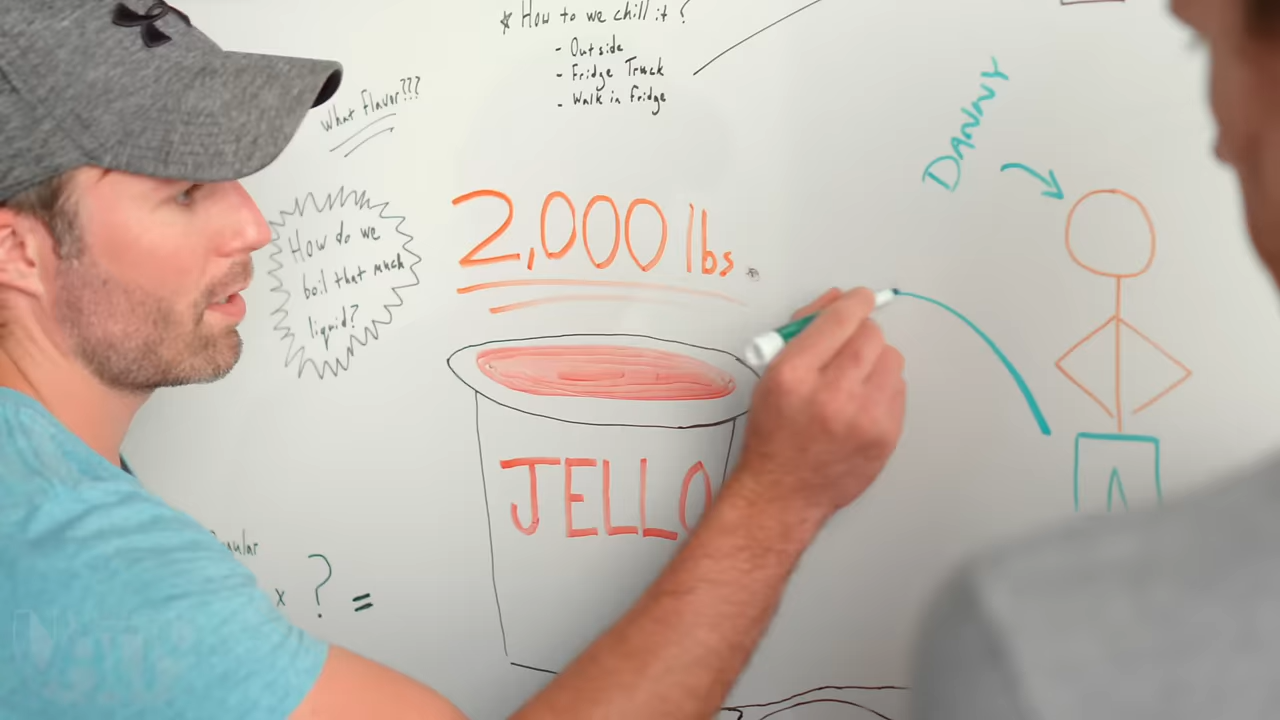 * How to we chill it?
- Outside
- Fridge Truck
- Walk in Fridge
What flavor???
How do we
boil that much
liquid?
2,000 lbs.
DANNY
JELLO
x ? =